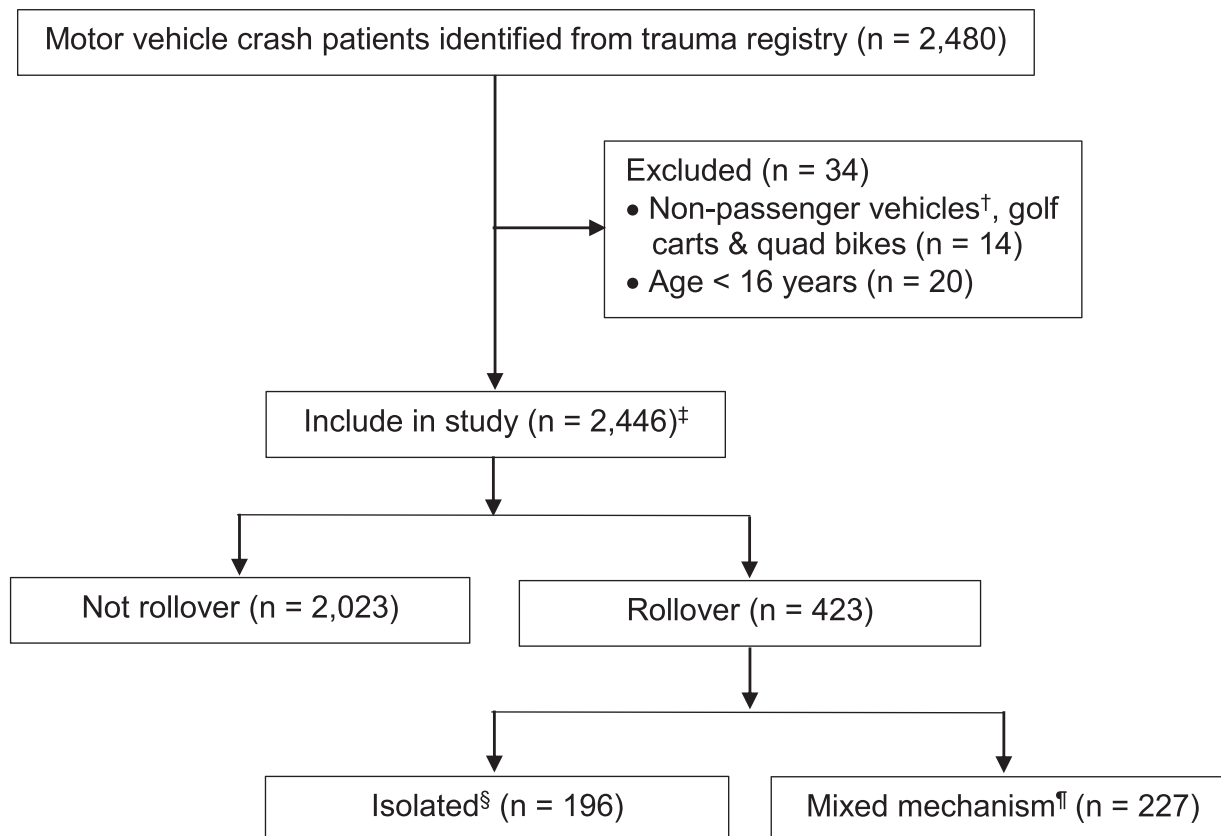 Motor vehicle crash patients identified from trauma registry (n = 2,480)
Excluded (n = 34)
• Non-passenger vehicles†, golf
carts & quad bikes (n = 14)
• Age < 16 years (n = 20)
Include in study (n = 2,446)‡
Not rollover (n = 2,023)
Rollover (n = 423)
Isolated§ (n = 196)
Mixed mechanism¶ (n = 227)